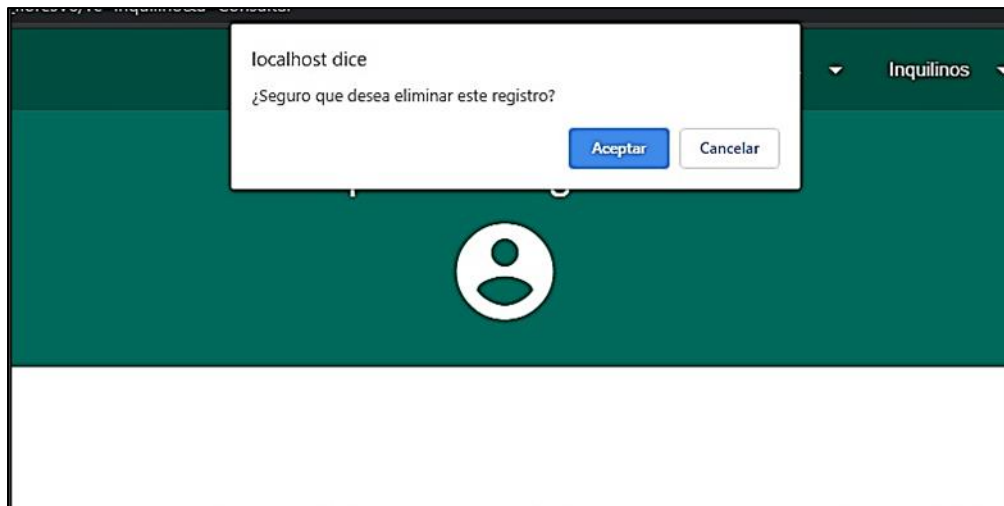 localhost dice
¿Seguro que desea eliminar este registro?
Aceptar
Cancelar
Inquilinos